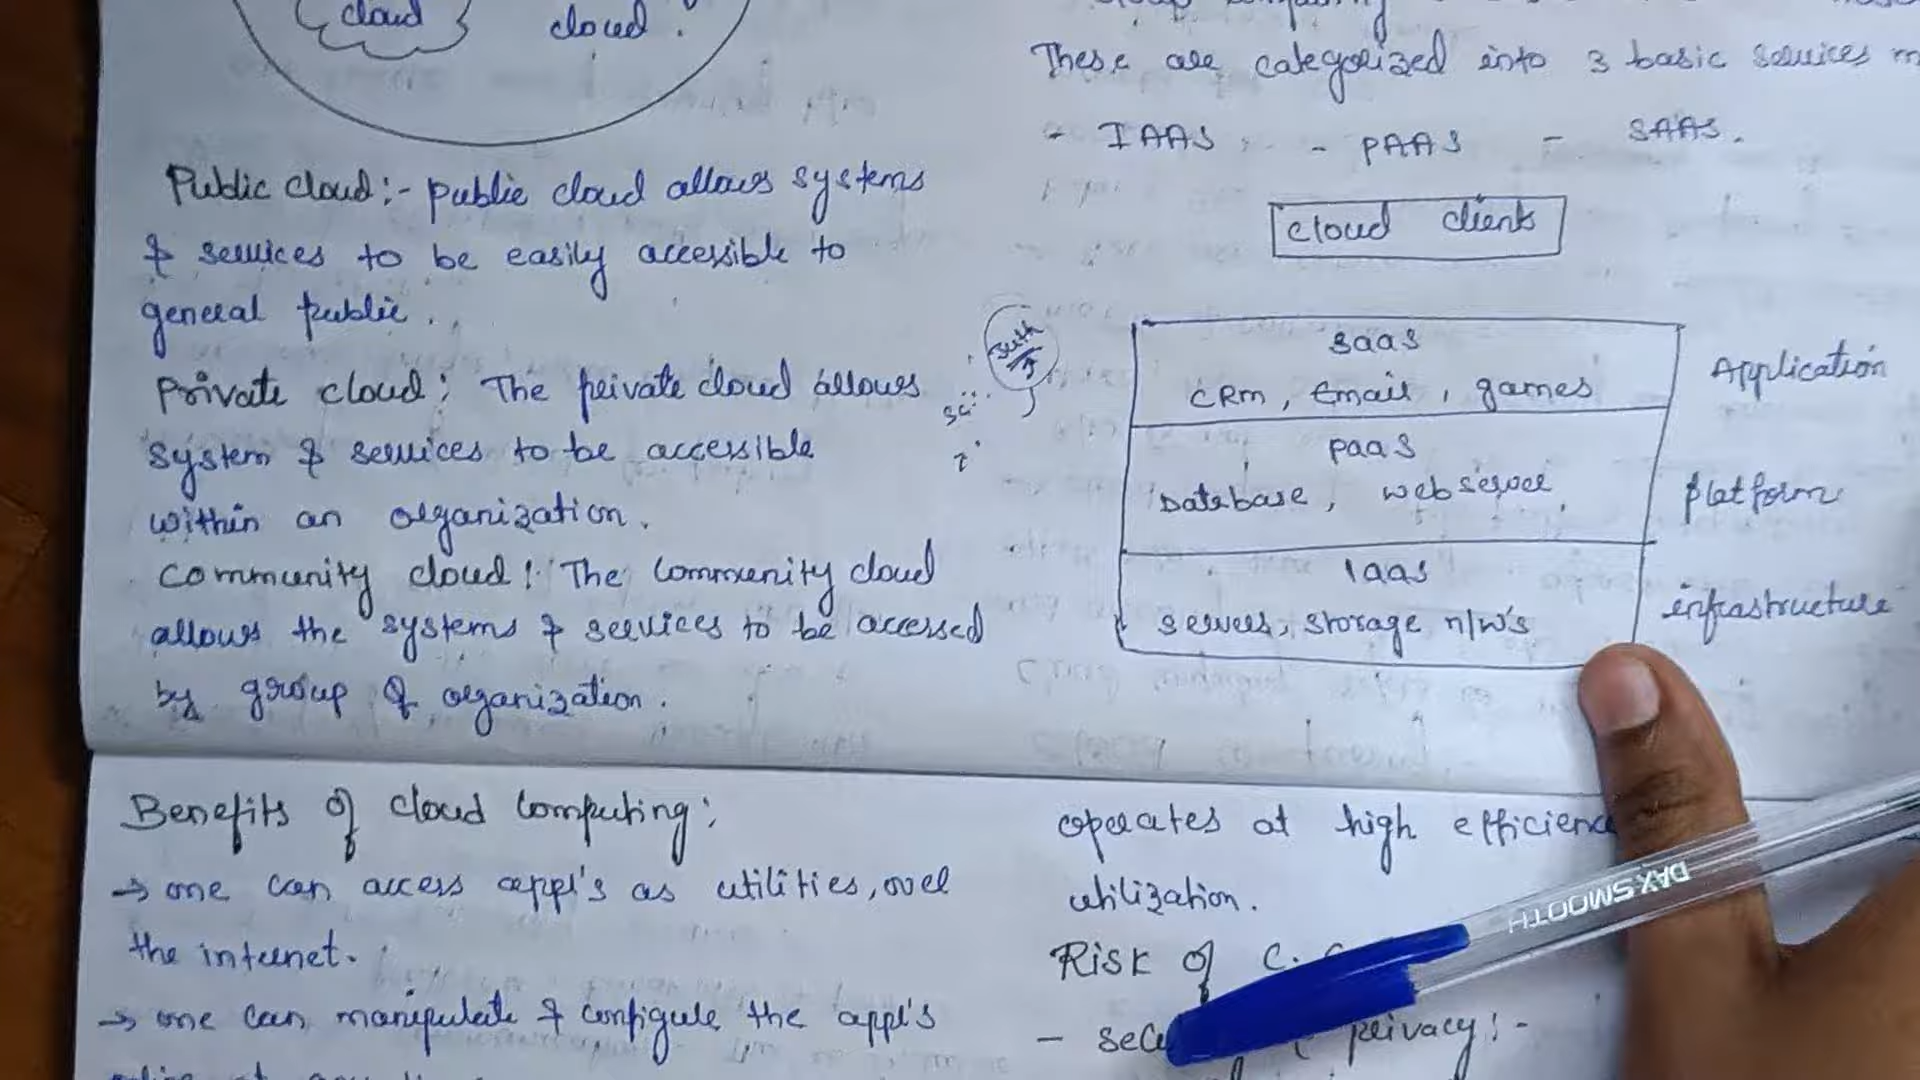 cloud cloud.
Public cloud :- public cloud allows systems
& services to be easily accessible to
general public.
Private cloud : The private cloud allows
system & services to be accessible
within an organization.
Community cloud : The community cloud
allows the systems & services to be accessed
by group of organization.
These are categorized into 3 basic services
- IAAS - PAAS - SAAS.
cloud clients
saas
CRM, Email, games
Application
paas
Database, web server,
platform
Iaas
servers, storage n/w's
infrastructure
Benefits of cloud computing :
→ one can access appl's as utilities, over
the internet.
→ one can manipulate & configure the appl's
operates at high
utilization.
Risk of C.
- privacy :-
DAX SMOOTH